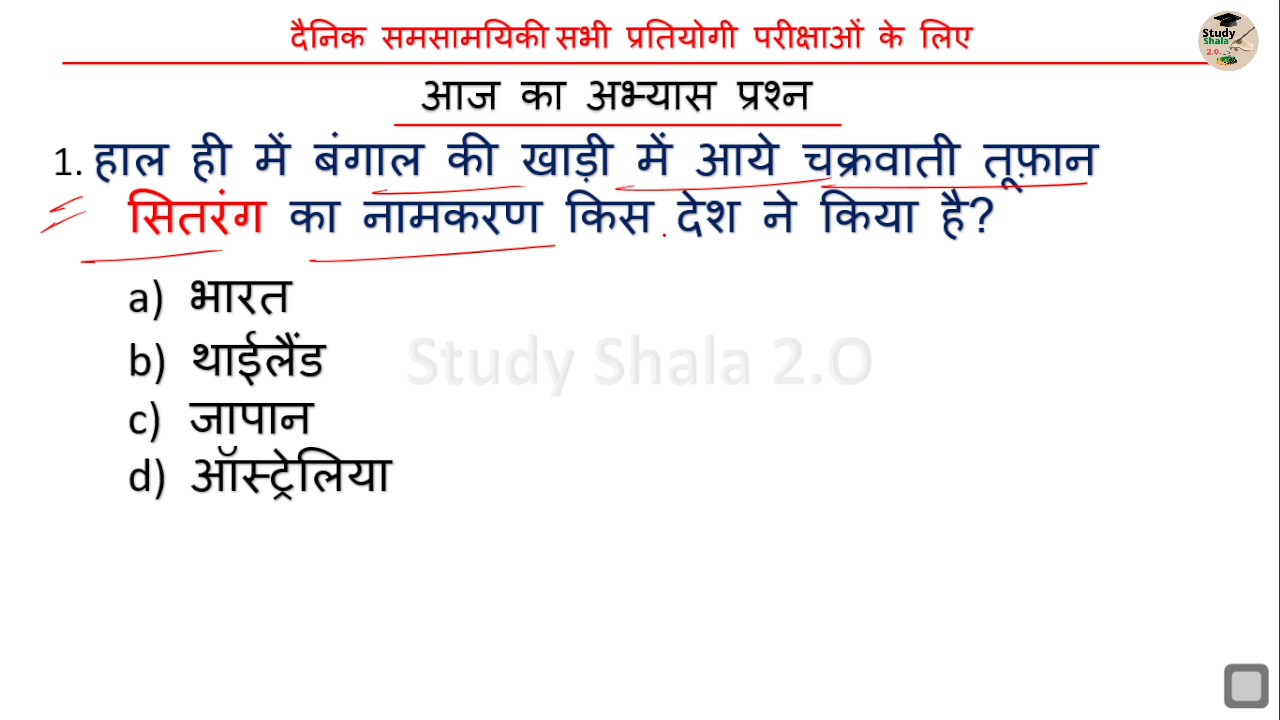 दैनिक समसामयिकी सभी प्रतियोगी परीक्षाओं के लिए
Study
Shala
2.0
आज का अभ्यास प्रश्न
1. हाल ही में बंगाल की खाड़ी में आये चक्रवाती तूफ़ान
सितरंग का नामकरण किस देश ने किया है?
a) भारत
b) थाईलैंड
Study Shala 2.O
c) जापान
d) ऑस्ट्रेलिया